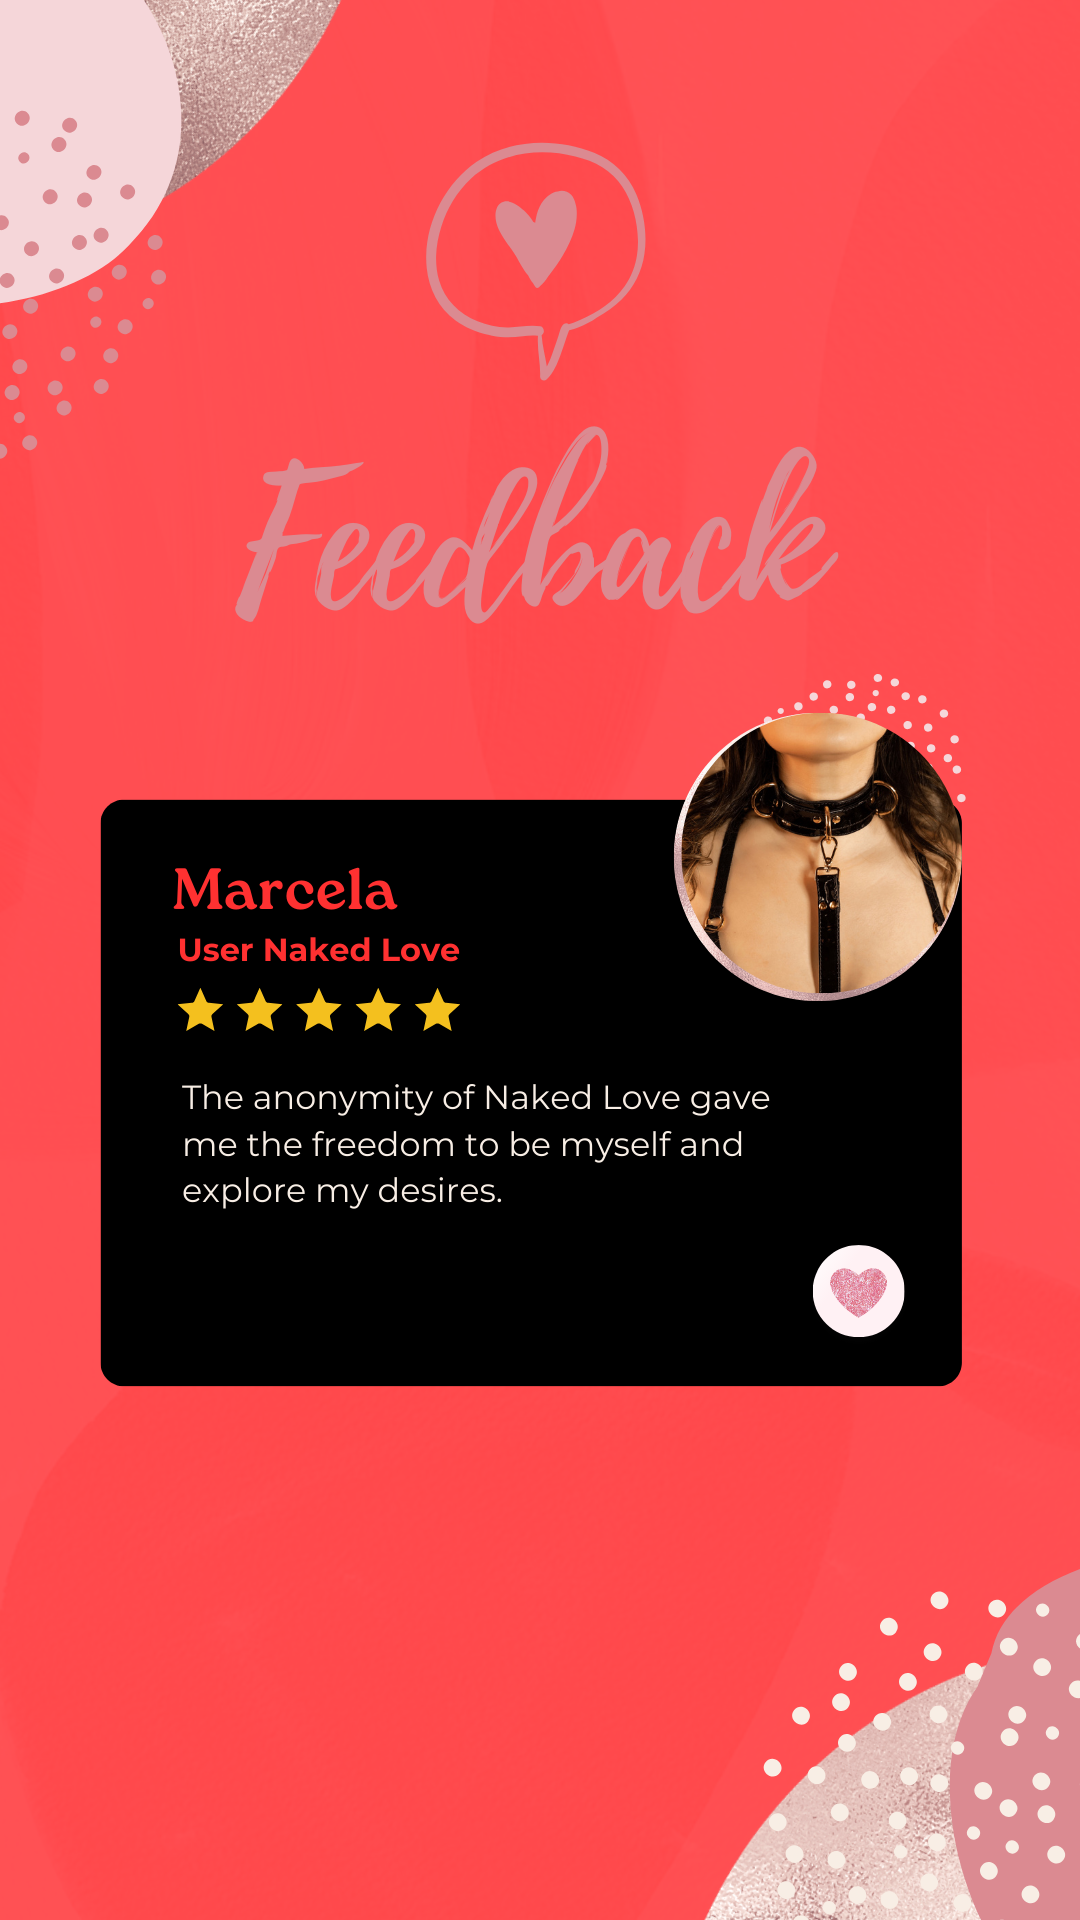 Feedback
Marcela
User Naked Love
The anonymity of Naked Love gave
me the freedom to be myself and
explore my desires.